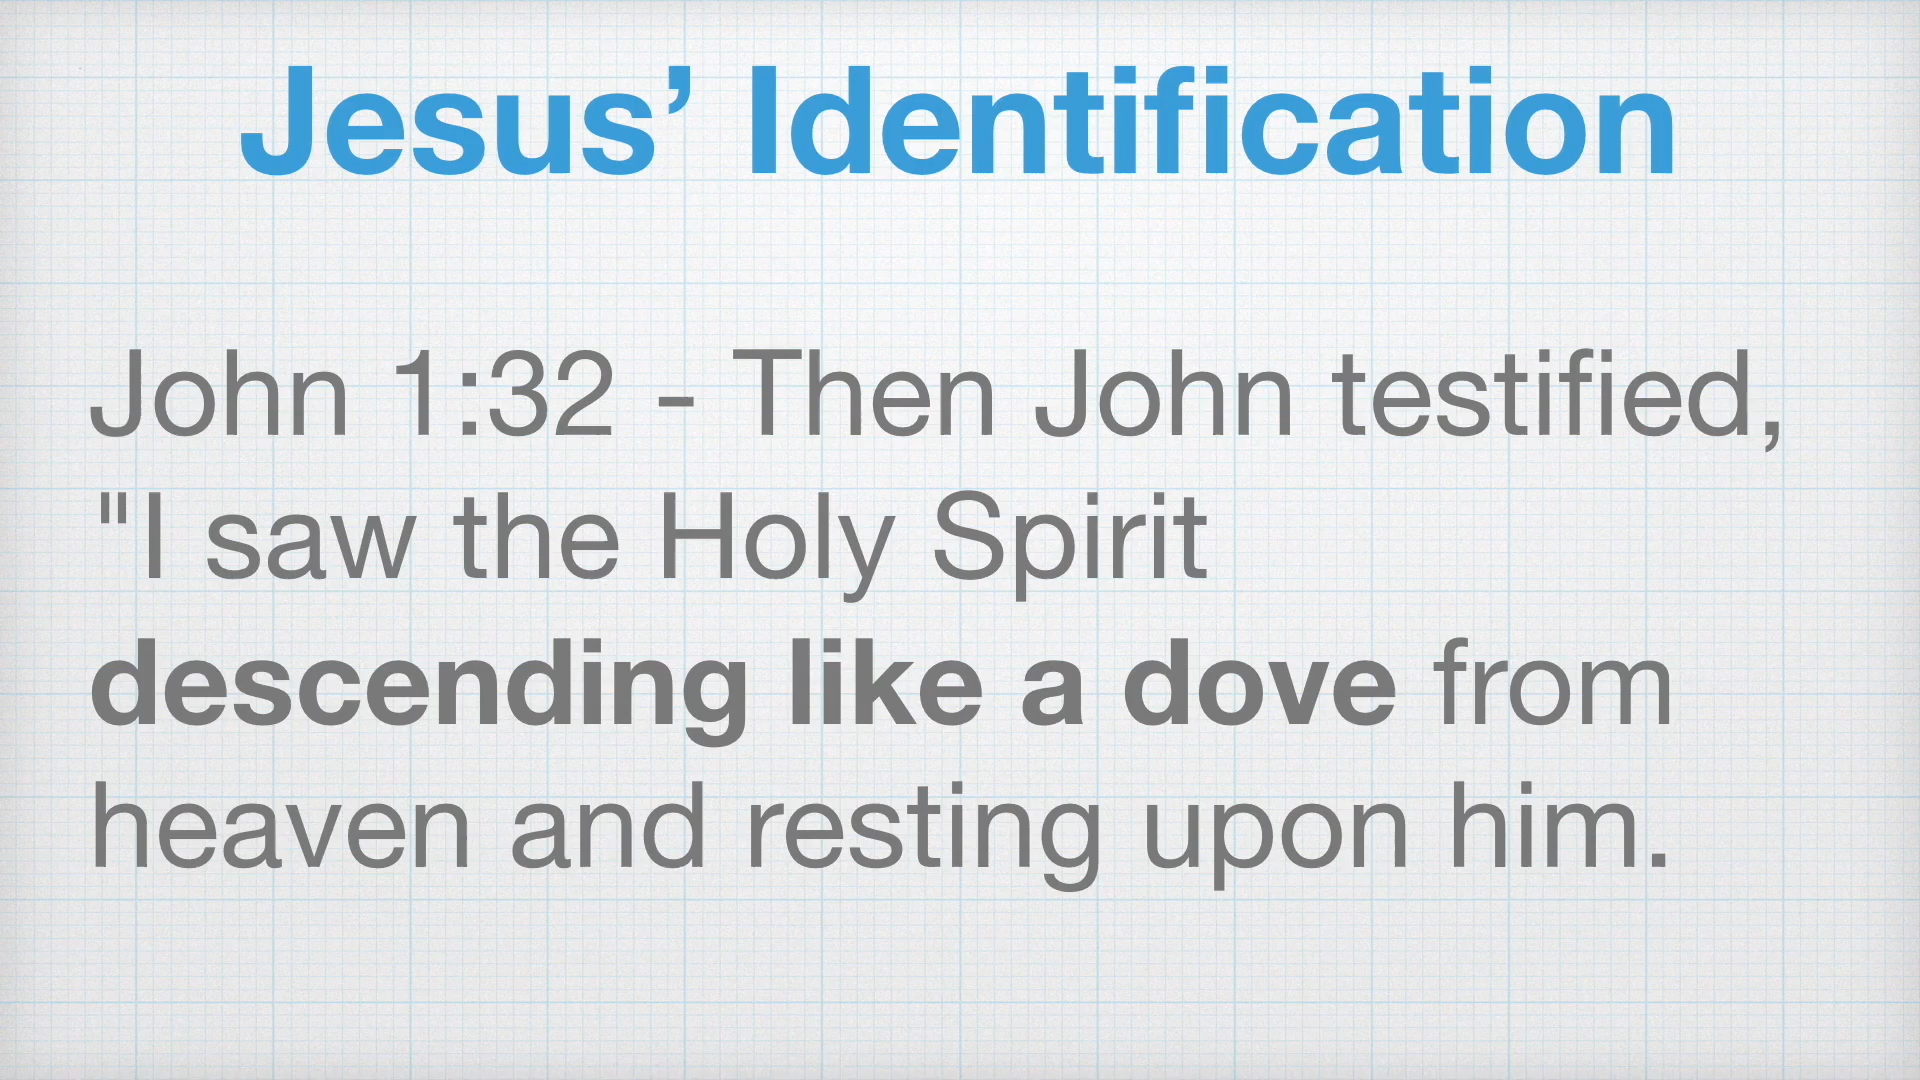 Jesus’ Identification
John 1:32 - Then John testified,
"I saw the Holy Spirit
descending like a dove from
heaven and resting upon him.